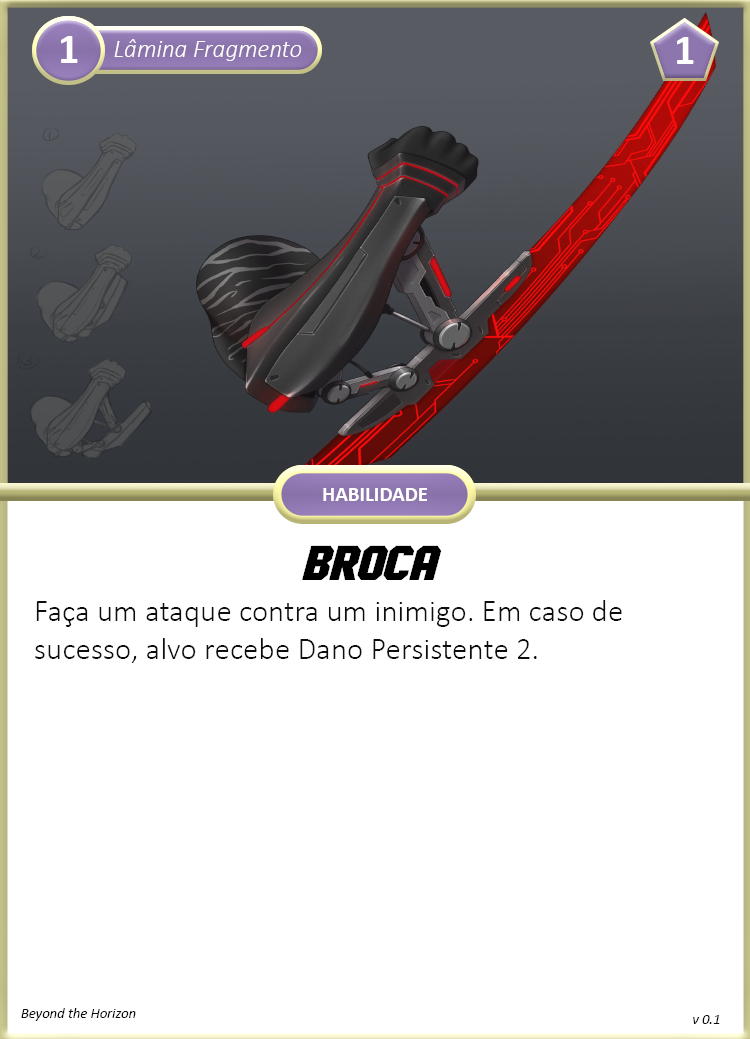 1 Lâmina Fragmento
1
HABILIDADE
BROCA
Faça um ataque contra um inimigo. Em caso de
sucesso, alvo recebe Dano Persistente 2.
Beyond the Horizon
v 0.1